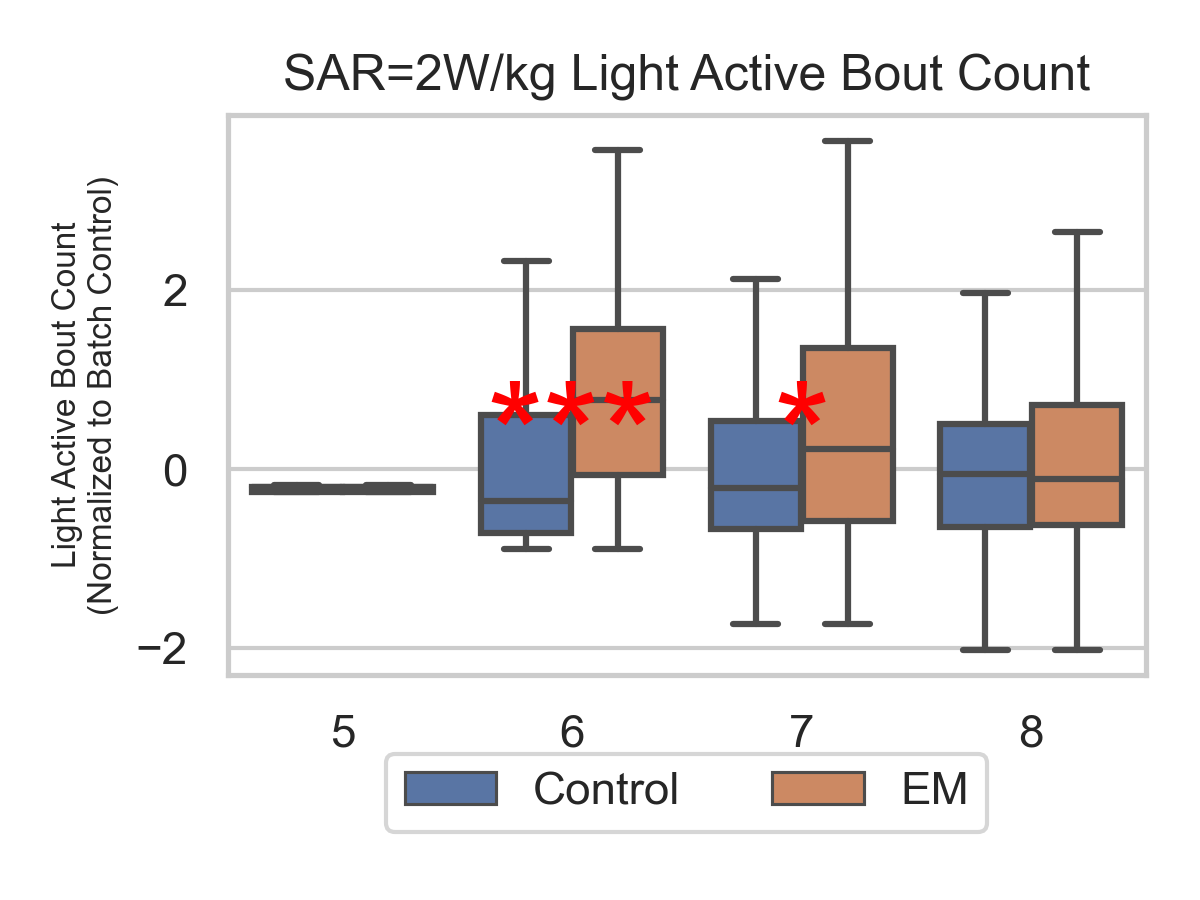 SAR=2W/kg Light Active Bout Count
Light Active Bout Count
(Normalized to Batch Control)
2
0
−2
* * *
*
5 6 7 8
Control EM